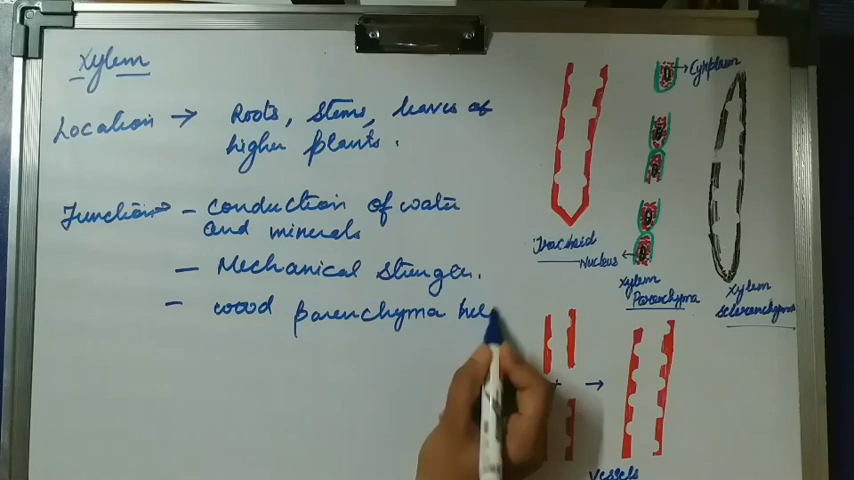 Xylem
Location → Roots, stems, leaves of
higher plants.
Function → - conduction of water
and minerals
- Mechanical strength.
- wood parenchyma hel
Cytoplasm
Tracheid
Nucleus
Xylem
Parenchyma
Xylem
sclerenchyma
+ →
Vessels